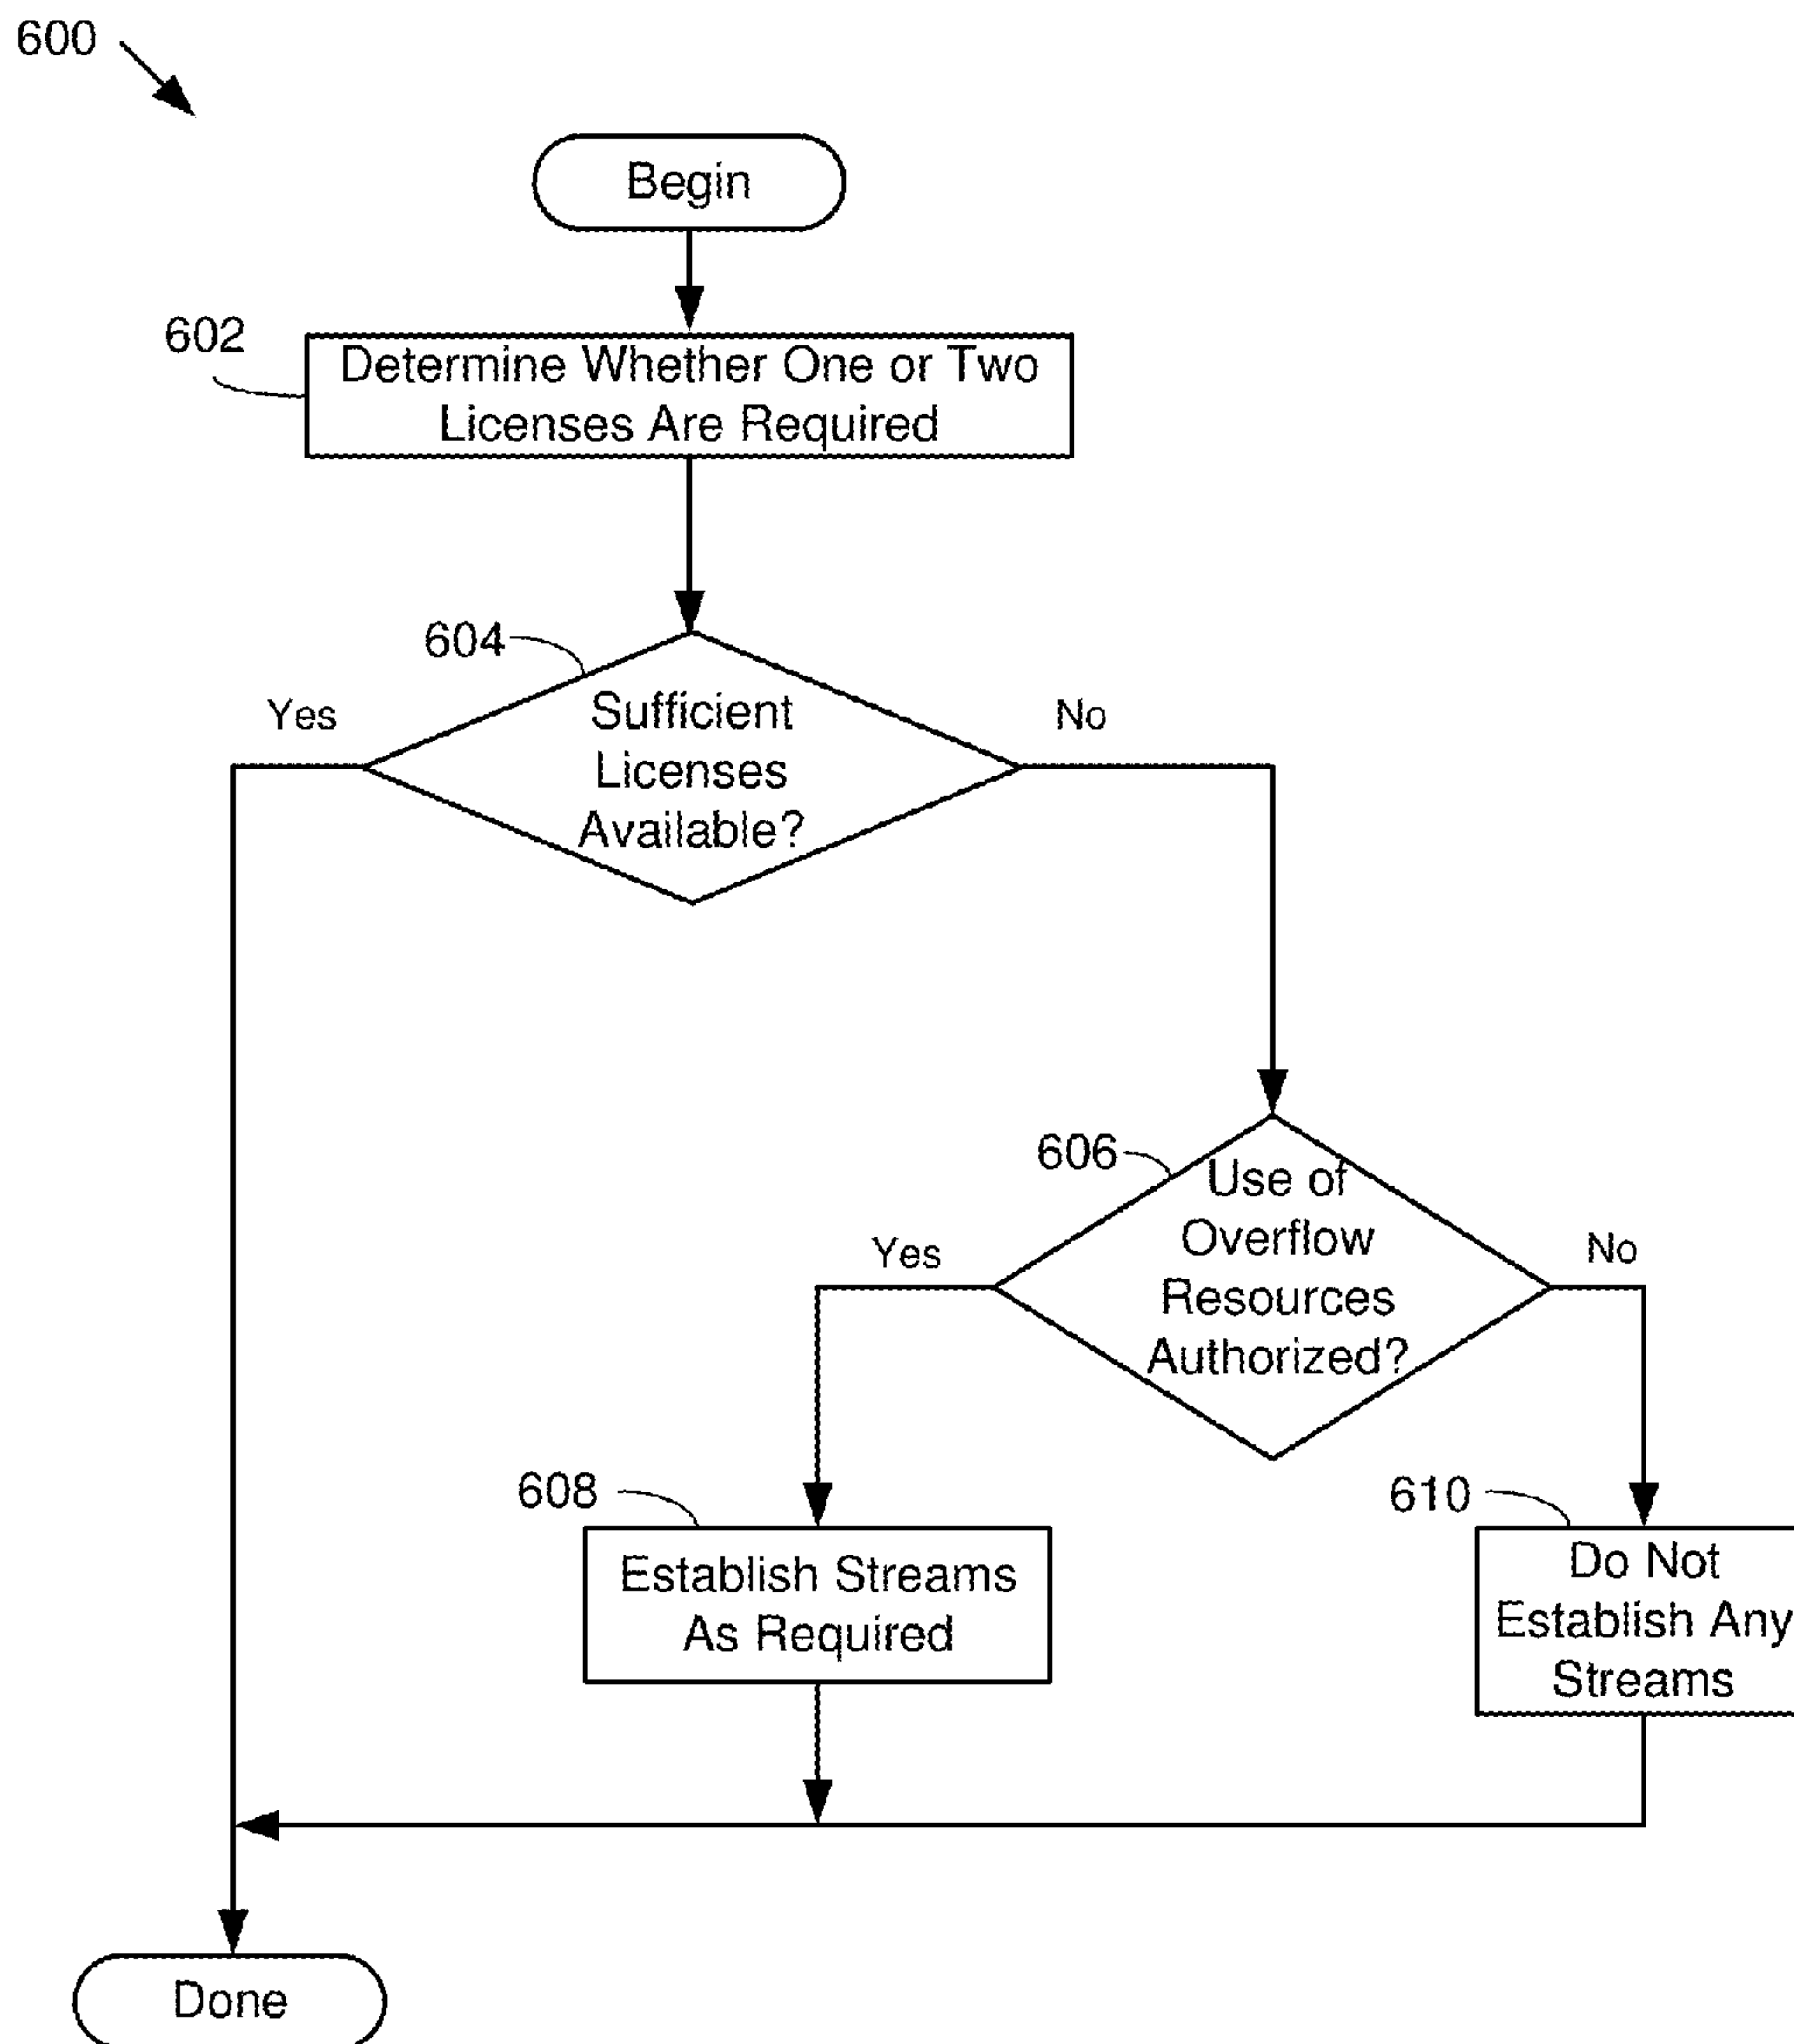 600
Begin
602
Determine Whether One or Two
Licenses Are Required
604
Yes
No
Sufficient
Licenses
Available?
606
Use of
Overflow
Resources
Authorized?
Yes
No
608
Establish Streams
As Required
610
Do Not
Establish Any
Streams
Done